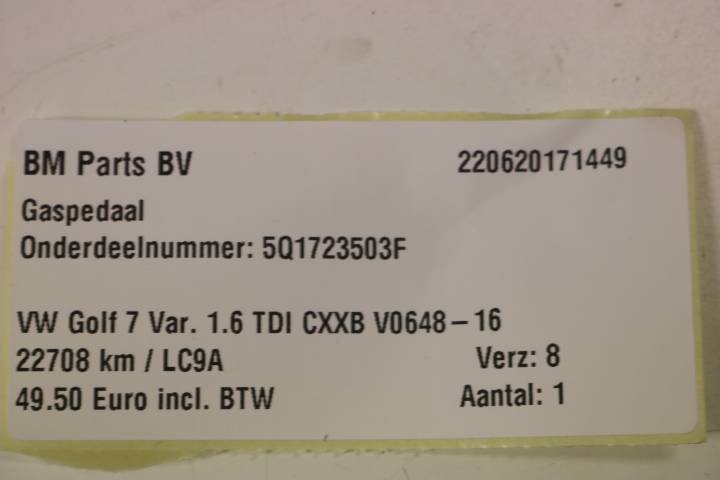 BM Parts BV 220620171449
Gaspedaal
Onderdeelnummer: 5Q1723503F
VW Golf 7 Var. 1.6 TDI CXXB V0648-16
22708 km / LC9A Verz: 8
49.50 Euro incl. BTW Aantal: 1